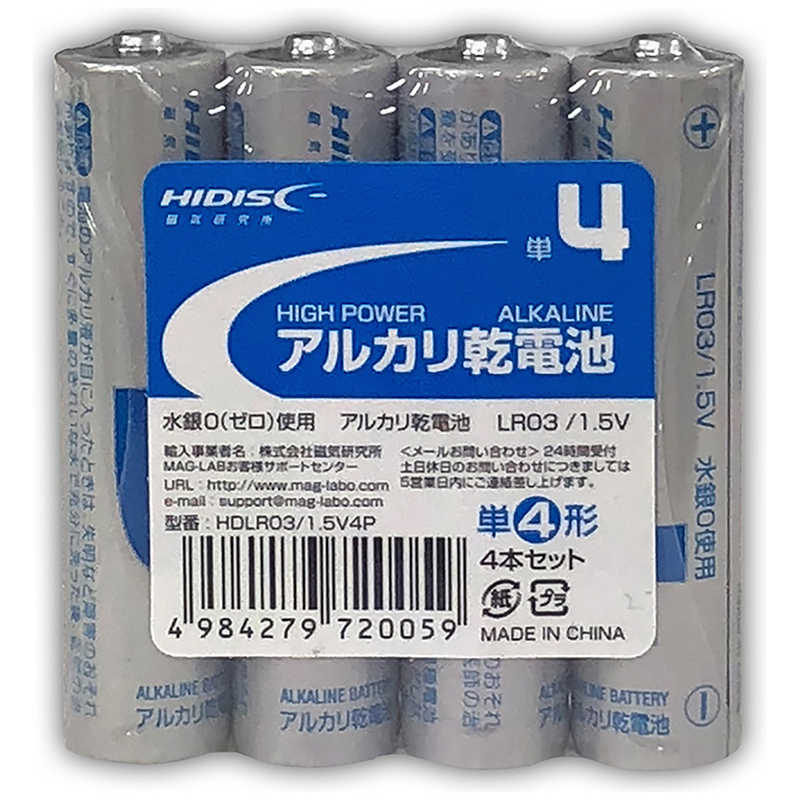 HIDISC
磁気研究所
単4
HIGH POWER ALKALINE
アルカリ乾電池
水銀0(ゼロ)使用 アルカリ乾電池 LR03 /1.5V
輸入事業者名:株式会社磁気研究所
MAG-LABお客様サポートセンター
URL : http://www.mag-labo.com
e-mail : support@mag-labo.com
型番:HDLR03/1.5V4P
<メールお問い合わせ>24時間受付
土日休日のお問い合わせにつきましては
5営業日内にご連絡差し上げます。
単4形
4本セット
紙 プラ
MADE IN CHINA
4 984279 720059
LR03/1.5V 水銀0使用
ALKALINE BATTERY
アルカリ乾電池
ALKALINE BATTERY
アルカリ乾電池
ALKALINE BATTERY
アルカリ乾電池